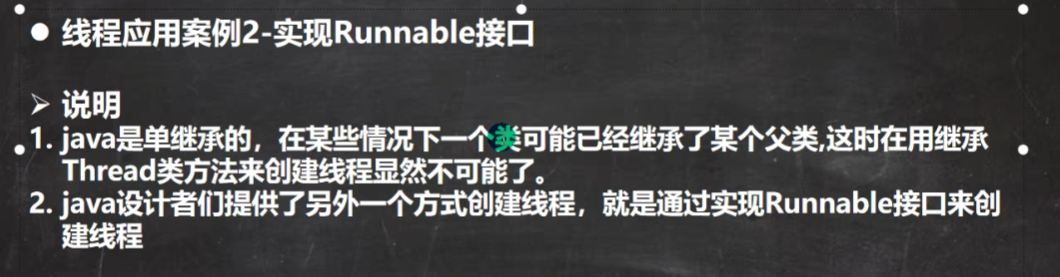 ● 线程应用案例2-实现Runnable接口
➢ 说明
1. java是单继承的，在某些情况下一个类可能已经继承了某个父类,这时在用继承
Thread类方法来创建线程显然不可能了。
2. java设计者们提供了另外一个方式创建线程，就是通过实现Runnable接口来创
建线程